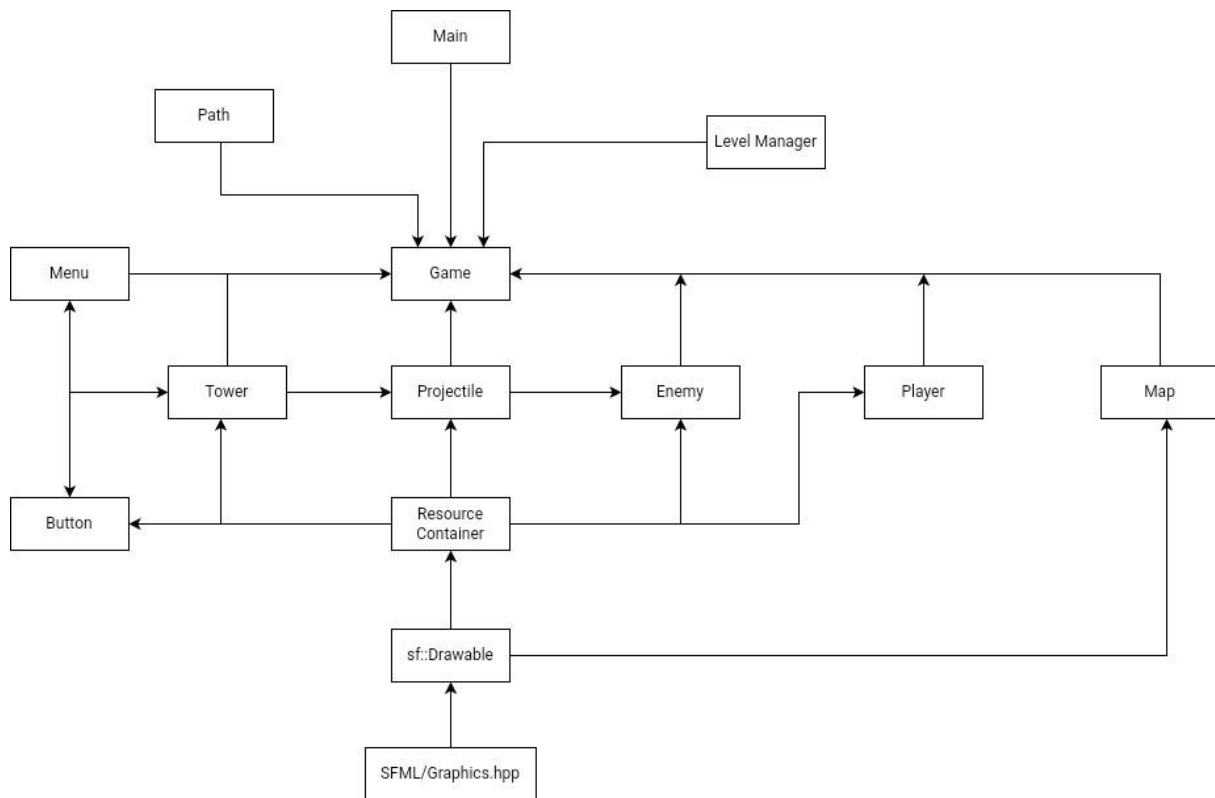 Main
Path
Level Manager
Menu
Game
Tower
Projectile
Enemy
Player
Map
Button
Resource
Container
sf::Drawable
SFML/Graphics.hpp